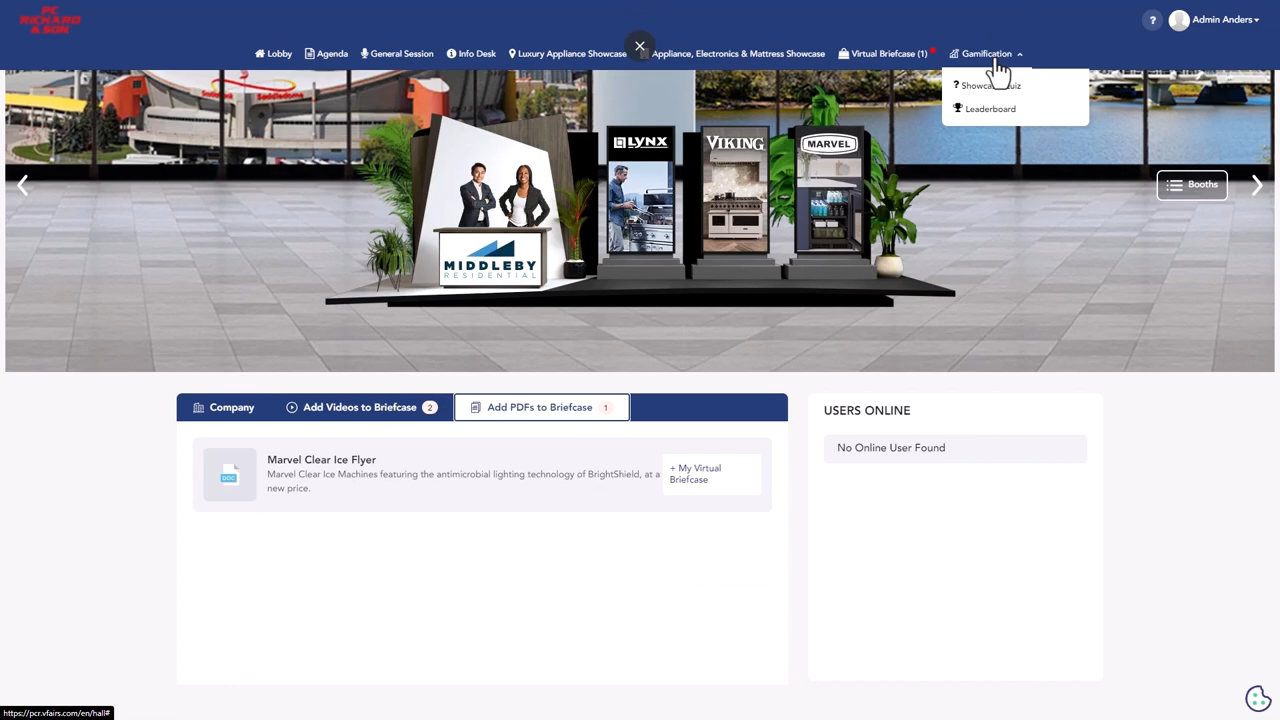 PC
RICHARD
& SON
? Admin Anders
Lobby Agenda General Session Info Desk Luxury Appliance Showcase Appliance, Electronics & Mattress Showcase Virtual Briefcase (1) Gamification
? Showcase Quiz
Leaderboard
LYNX VIKING MARVEL
Booths
MIDDLEBY
RESIDENTIAL
Company Add Videos to Briefcase 2 Add PDFs to Briefcase 1
USERS ONLINE
No Online User Found
Marvel Clear Ice Flyer
Marvel Clear Ice Machines featuring the antimicrobial lighting technology of BrightShield, at a
new price.
DOC
+ My Virtual
Briefcase
https://pcr.vfairs.com/en/hall#